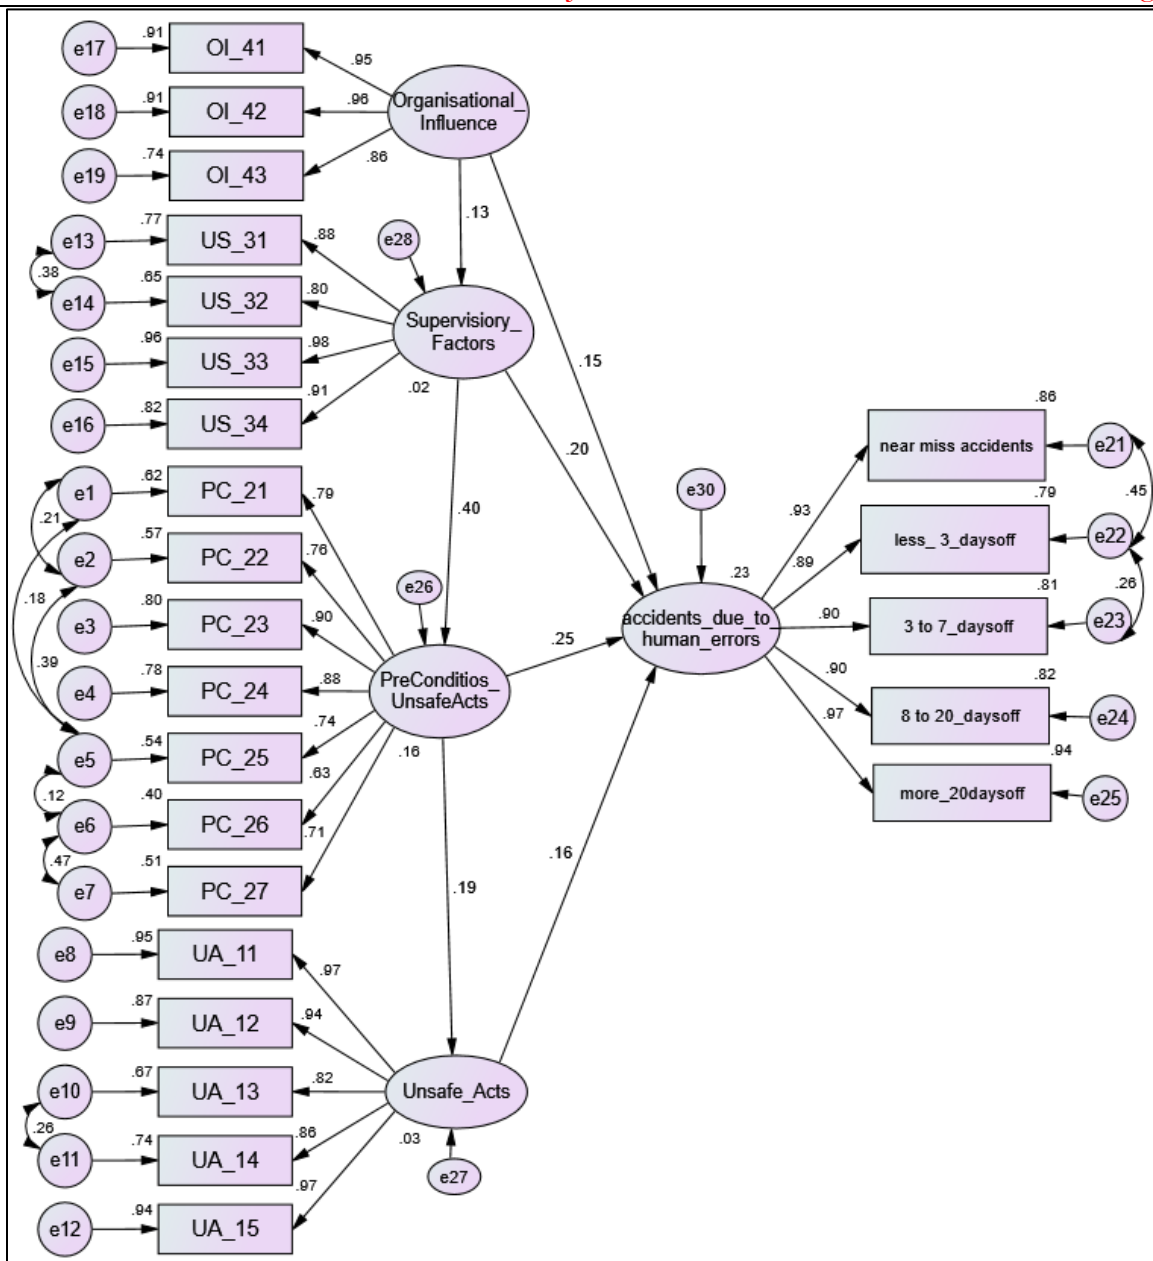 e17
.91
OI_41
.95
e18
.91
OI_42
.96
Organisational_
Influence
e19
.74
OI_43
.86
.13
e13
.77
US_31
.88
e28
.38
e14
.65
US_32
.80
Supervisiory_
Factors
e15
.96
US_33
.98
.15
e16
.82
US_34
.91
.02
.20
.40
e1
.62
PC_21
.79
.21
e2
.57
PC_22
.76
.18
e3
.80
PC_23
.90
e26
.39
e4
.78
PC_24
.88
PreConditios_
UnsafeActs
e5
.54
PC_25
.74
.16
.12
e6
.40
PC_26
.63
.47
e7
.51
PC_27
.71
.25
.19
.16
e8
.95
UA_11
.97
e9
.87
UA_12
.94
e10
.67
UA_13
.82
Unsafe_Acts
.26
e11
.74
UA_14
.86
.03
e27
e12
.94
UA_15
.97
e30
.23
accidents_due_to_
human_errors
.86
near miss accidents
e21
.93
.45
.79
less_ 3_daysoff
e22
.89
.26
.81
3 to 7_daysoff
e23
.90
.82
8 to 20_daysoff
e24
.90
.94
more_20daysoff
e25
.97